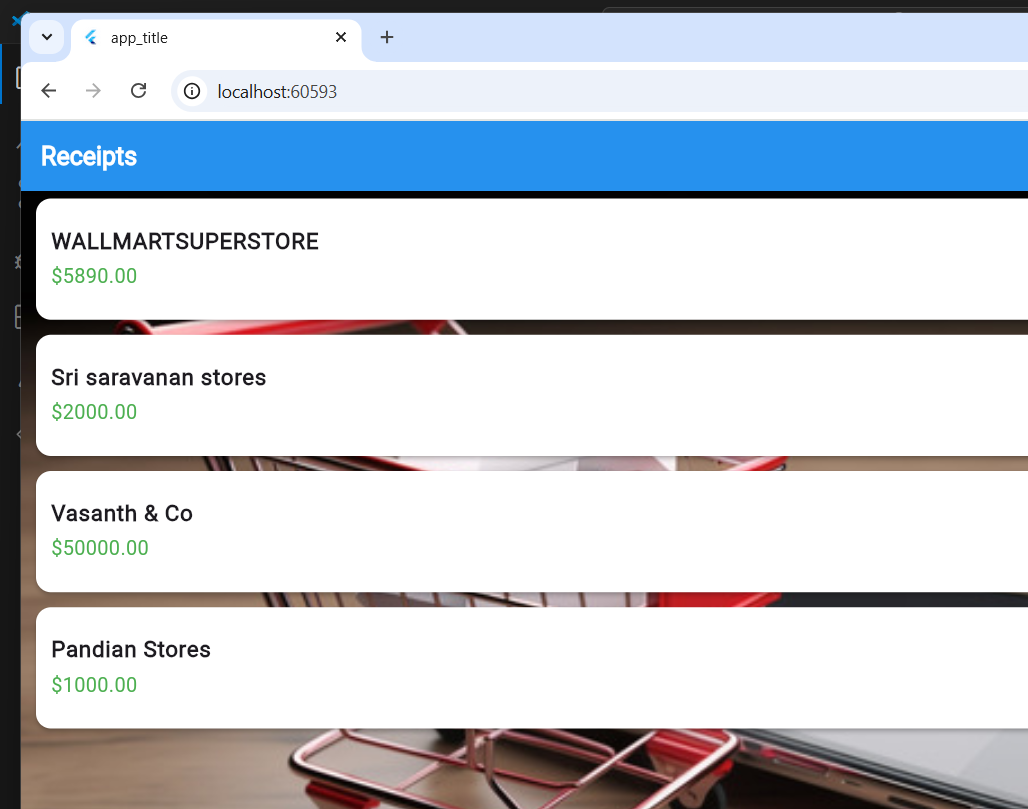 app_title
localhost:60593
Receipts
WALLMARTSUPERSTORE
$5890.00
Sri saravanan stores
$2000.00
Vasanth & Co
$50000.00
Pandian Stores
$1000.00